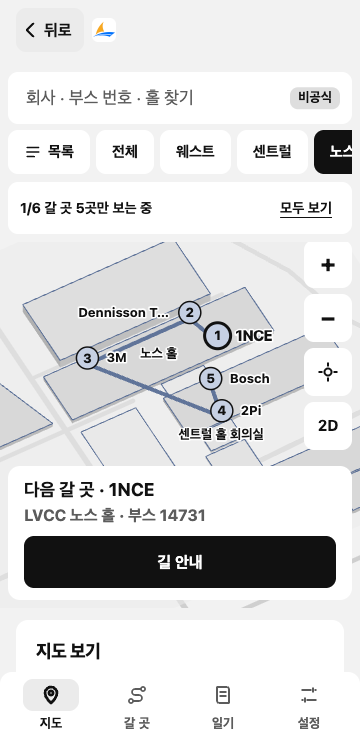 뒤로
회사 · 부스 번호 · 홀 찾기
비공식
목록
전체
웨스트
센트럴
노스
1/6 갈 곳 5곳만 보는 중
모두 보기
+
Dennisson T...
2
1
1NCE
−
3
3M
노스 홀
5
Bosch
4
2Pi
2D
센트럴 홀 회의실
다음 갈 곳 · 1NCE
LVCC 노스 홀 · 부스 14731
길 안내
지도 보기
지도
갈 곳
일기
설정